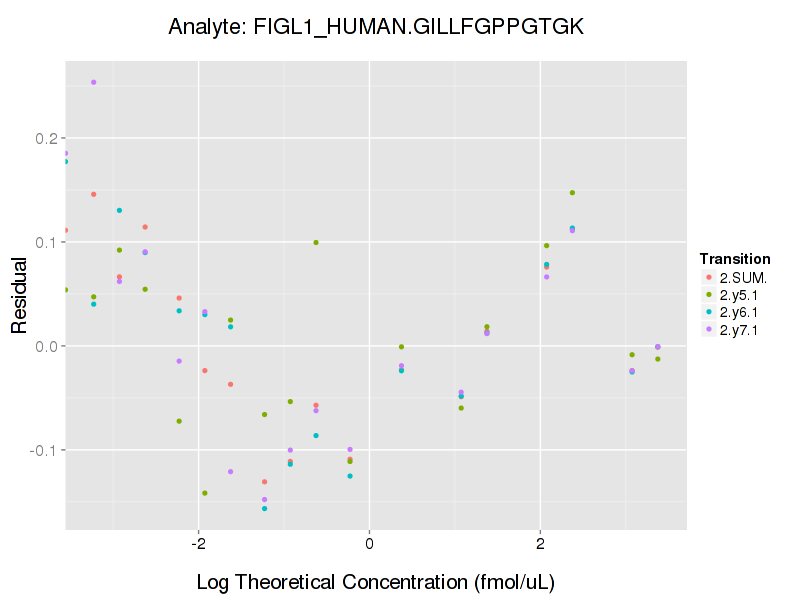 Analyte: FIGL1_HUMAN.GILLFGPPGTGK
Residual
0.2
0.1
0.0
-0.1
-2 0 2
Log Theoretical Concentration (fmol/uL)
Transition
2.SUM.
2.y5.1
2.y6.1
2.y7.1